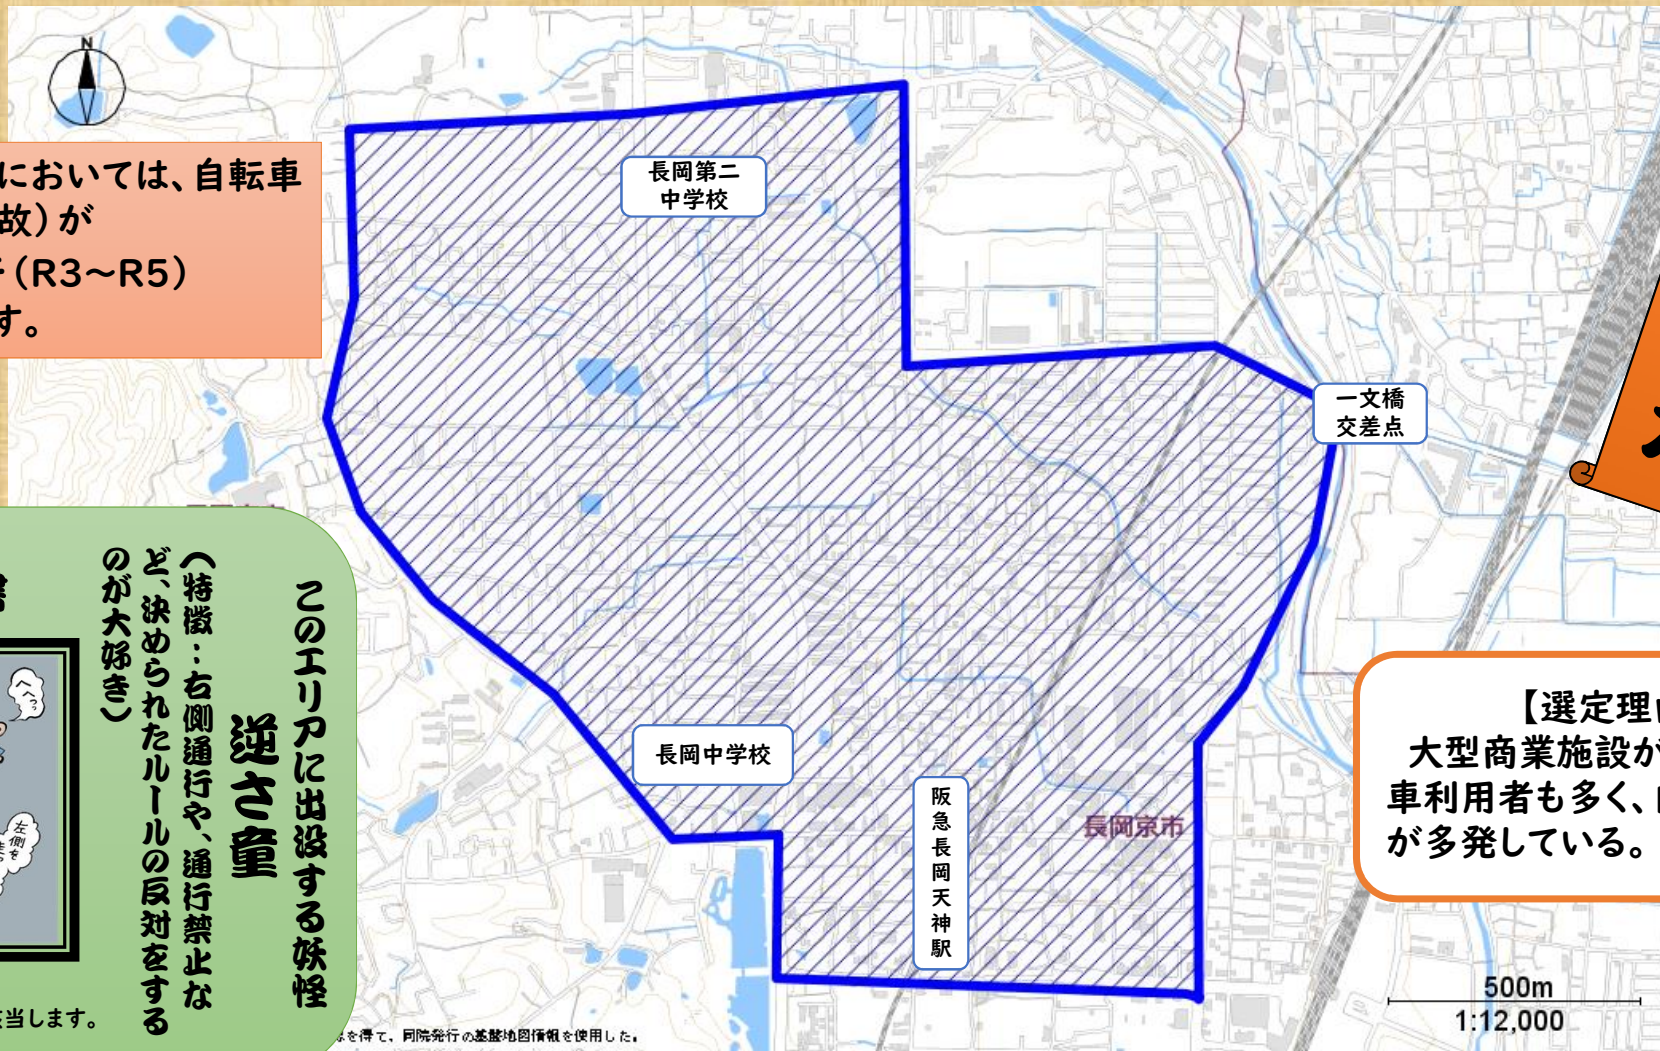 N
においては、自転車
故)が
(R3～R5)
す。
長岡第二
中学校
一文橋
交差点
長岡中学校
阪急長岡天神駅
長岡京市
このエリアに出没する妖怪
逆さ童
(特徴：右側通行や、通行禁止な
ど、決められたルールの反対をする
のが大好き)
へへっ
左側を
当します。
【選定理
大型商業施設が
車利用者も多く、
が多発している。
を得て、同院発行の基盤地図情報を使用した。
500m
1:12,000